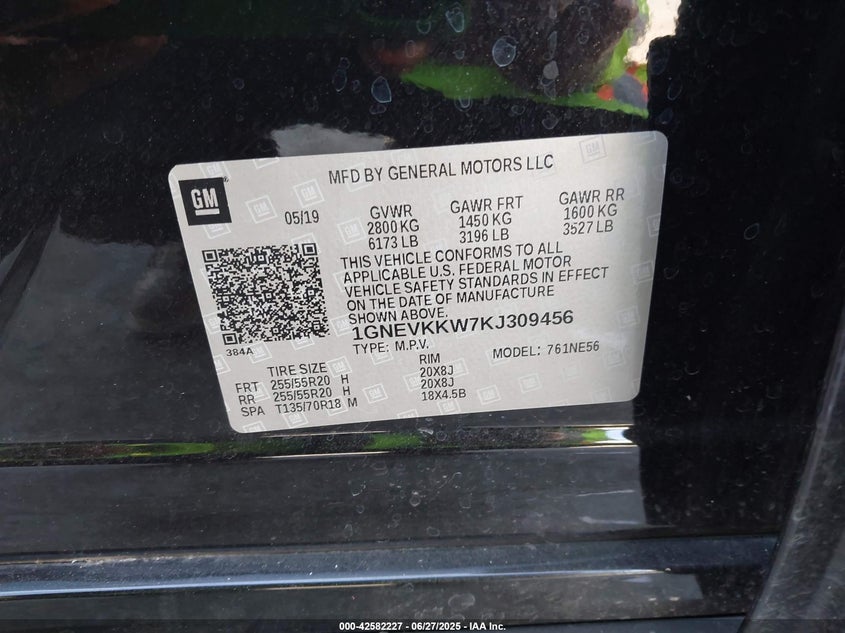 MFD BY GENERAL MOTORS LLC
GM
05/19
GVWR GAWR FRT GAWR RR
2800 KG 1450 KG 1600 KG
6173 LB 3196 LB 3527 LB
THIS VEHICLE CONFORMS TO ALL
APPLICABLE U.S. FEDERAL MOTOR
VEHICLE SAFETY STANDARDS IN EFFECT
ON THE DATE OF MANUFACTURE
SHOWN ABOVE.
1GNEVKKW7KJ309456
384A
TYPE: M.P.V. MODEL: 761NE56
TIRE SIZE RIM
FRT 255/55R20 H 20X8J
RR 255/55R20 H 20X8J
SPA T135/70R18 M 18X4.5B
000-42582227 - 06/27/2025 - IAA Inc.